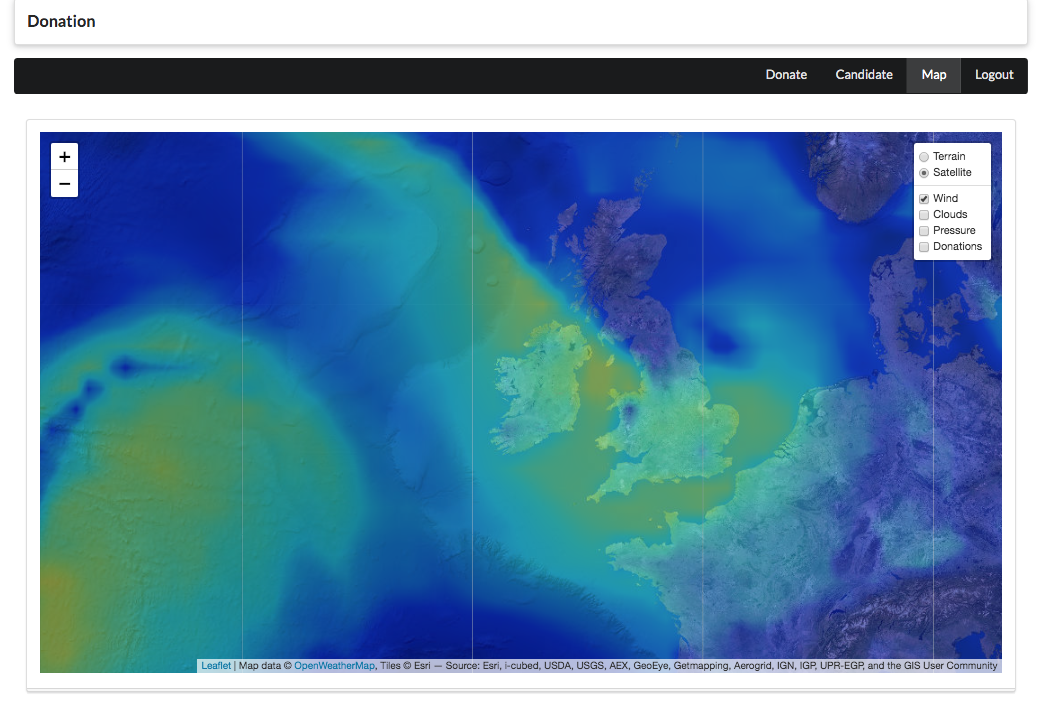 Donation
Donate Candidate Map Logout
+
−
Terrain
Satellite
Wind
Clouds
Pressure
Donations
Leaflet | Map data © OpenWeatherMap, Tiles © Esri — Source: Esri, i-cubed, USDA, USGS, AEX, GeoEye, Getmapping, Aerogrid, IGN, IGP, UPR-EGP, and the GIS User Community